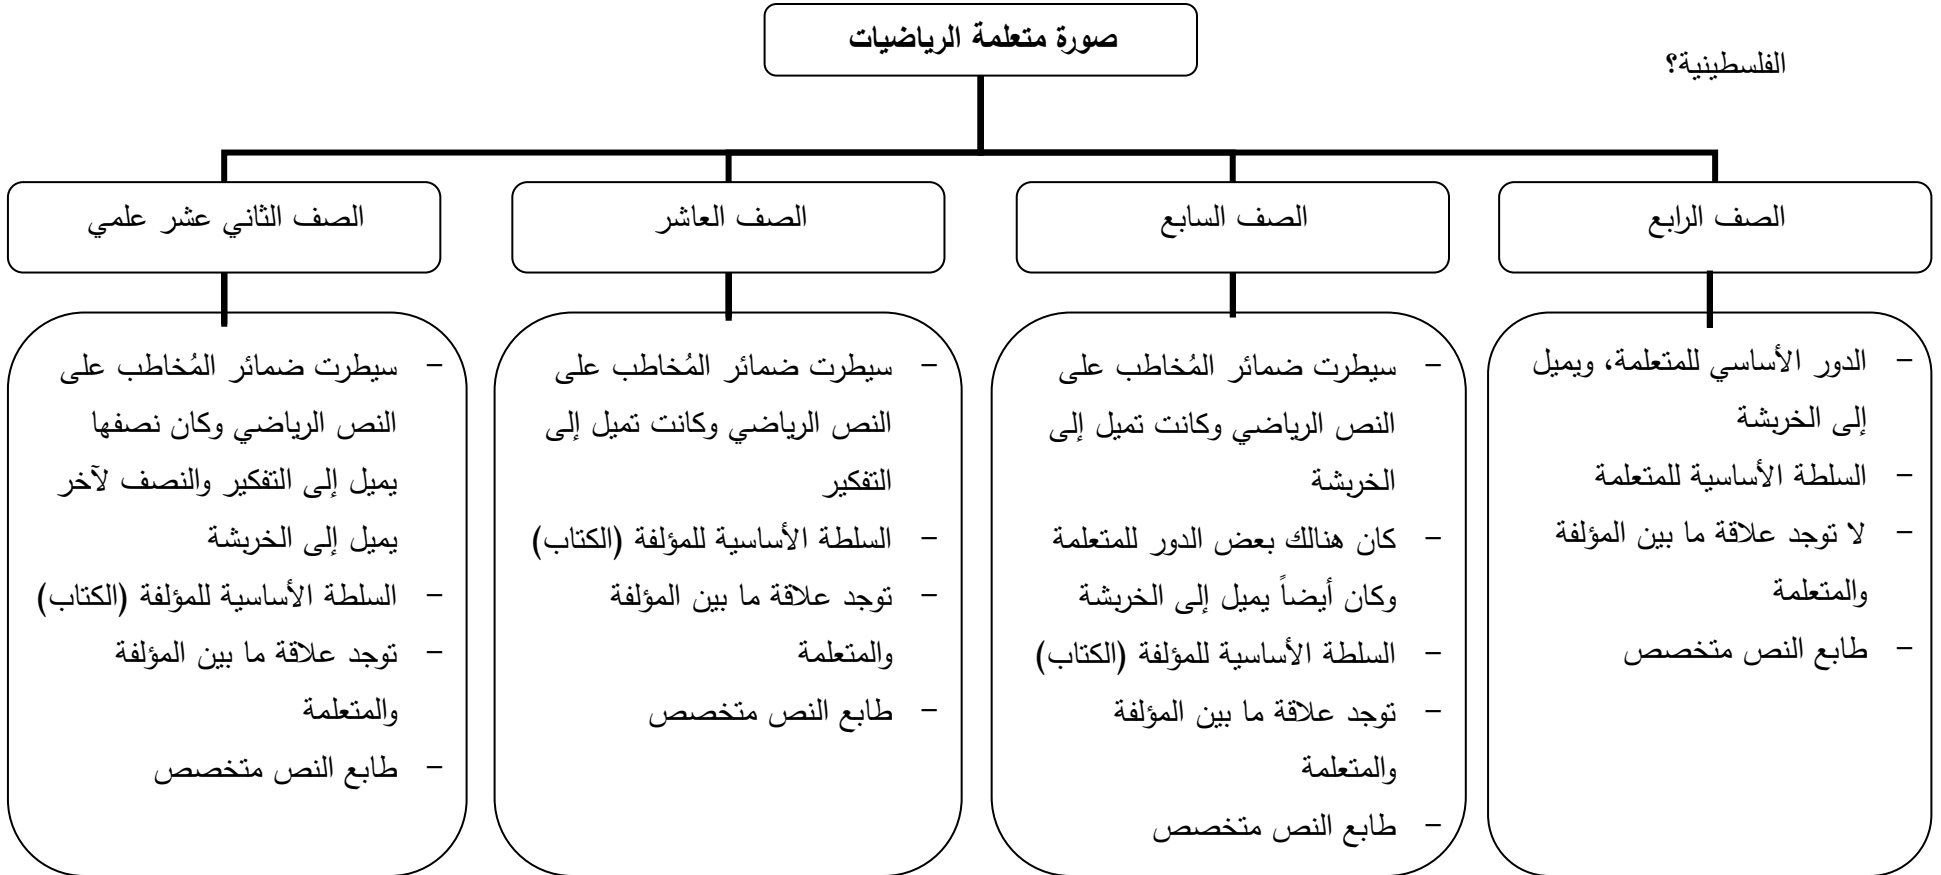 الفلسطينية؟
صورة متعلمة الرياضيات
الصف الرابع
الصف السابع
الصف العاشر
الصف الثاني عشر علمي
- الدور الأساسي للمتعلمة، ويميل
إلى الخربشة
- السلطة الأساسية للمتعلمة
- لا توجد علاقة ما بين المؤلفة
والمتعلمة
- طابع النص متخصص
- سيطرت ضمائر المُخاطب على
النص الرياضي وكانت تميل إلى
الخربشة
- كان هنالك بعض الدور للمتعلمة
وكان أيضاً يميل إلى الخربشة
- السلطة الأساسية للمؤلفة (الكتاب)
- توجد علاقة ما بين المؤلفة
والمتعلمة
- طابع النص متخصص
- سيطرت ضمائر المُخاطب على
النص الرياضي وكانت تميل إلى
التفكير
- السلطة الأساسية للمؤلفة (الكتاب)
- توجد علاقة ما بين المؤلفة
والمتعلمة
- طابع النص متخصص
- سيطرت ضمائر المُخاطب على
النص الرياضي وكان نصفها
يميل إلى التفكير والنصف لآخر
يميل إلى الخربشة
- السلطة الأساسية للمؤلفة (الكتاب)
- توجد علاقة ما بين المؤلفة
والمتعلمة
- طابع النص متخصص